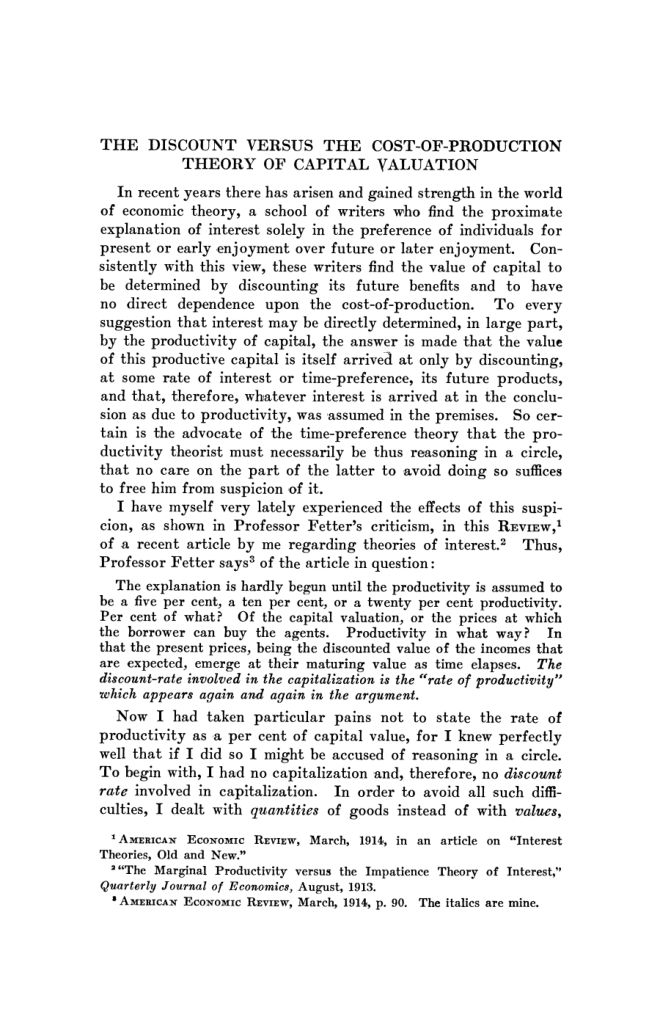 THE DISCOUNT VERSUS THE COST-OF-PRODUCTION
THEORY OF CAPITAL VALUATION
In recent years there has arisen and gained strength in the world
of economic theory, a school of writers who find the proximate
explanation of interest solely in the preference of individuals for
present or early enjoyment over future or later enjoyment. Con-
sistently with this view, these writers find the value of capital to
be determined by discounting its future benefits and to have
no direct dependence upon the cost-of-production. To every
suggestion that interest may be directly determined, in large part,
by the productivity of capital, the answer is made that the value
of this productive capital is itself arrived at only by discounting,
at some rate of interest or time-preference, its future products,
and that, therefore, whatever interest is arrived at in the conclu-
sion as due to productivity, was assumed in the premises. So cer-
tain is the advocate of the time-preference theory that the pro-
ductivity theorist must necessarily be thus reasoning in a circle,
that no care on the part of the latter to avoid doing so suffices
to free him from suspicion of it.
I have myself very lately experienced the effects of this suspi-
cion, as shown in Professor Fetter's criticism, in this REVIEW,¹
of a recent article by me regarding theories of interest.² Thus,
Professor Fetter says³ of the article in question:
The explanation is hardly begun until the productivity is assumed to
be a five per cent, a ten per cent, or a twenty per cent productivity.
Per cent of what? Of the capital valuation, or the prices at which
the borrower can buy the agents. Productivity in what way? In
that the present prices, being the discounted value of the incomes that
are expected, emerge at their maturing value as time elapses. The
discount-rate involved in the capitalization is the "rate of productivity"
which appears again and again in the argument.
Now I had taken particular pains not to state the rate of
productivity as a per cent of capital value, for I knew perfectly
well that if I did so I might be accused of reasoning in a circle.
To begin with, I had no capitalization and, therefore, no discount
rate involved in capitalization. In order to avoid all such diffi-
culties, I dealt with quantities of goods instead of with values,
¹ AMERICAN ECONOMIC REVIEW, March, 1914, in an article on "Interest
Theories, Old and New."
² "The Marginal Productivity versus the Impatience Theory of Interest,"
Quarterly Journal of Economics, August, 1913.
³ AMERICAN ECONOMIC REVIEW, March, 1914, p. 90. The italics are mine.